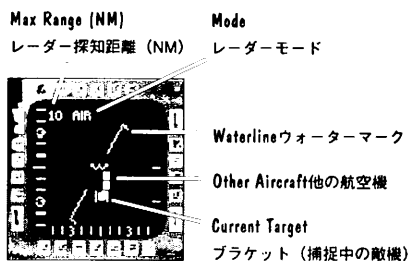 Max Range (NM)
レーダー探知距離（NM）
Mode
レーダーモード
10 AIR
Waterlineウォーターマーク
Other Aircraft他の航空機
Current Target
ブラケット（捕捉中の敵機）